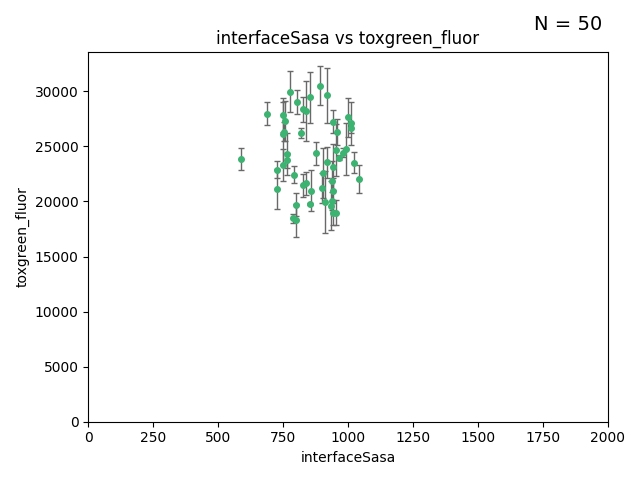 N = 50
interfaceSasa vs toxgreen_fluor
toxgreen_fluor
30000
25000
20000
15000
10000
5000
0
0 250 500 750 1000 1250 1500 1750 2000
interfaceSasa